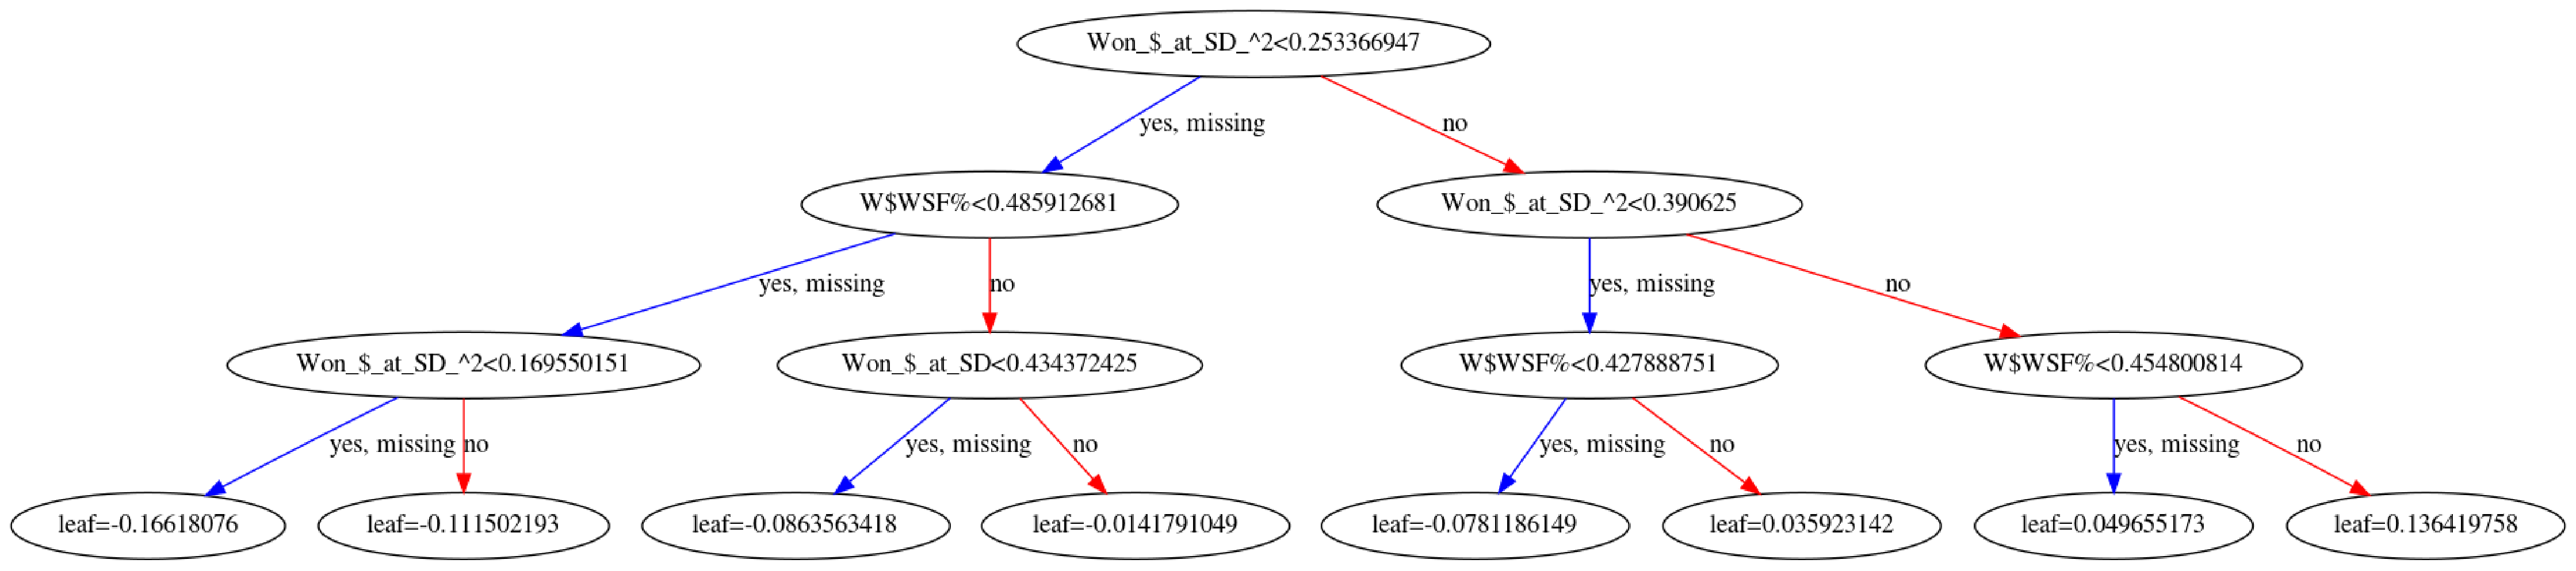 Won_$_at_SD_^2<0.253366947
yes, missing
no
W$WSF%<0.485912681
Won_$_at_SD_^2<0.390625
yes, missing
no
yes, missing
no
Won_$_at_SD_^2<0.169550151
Won_$_at_SD<0.434372425
W$WSF%<0.427888751
W$WSF%<0.454800814
yes, missing
no
yes, missing
no
yes, missing
no
yes, missing
no
leaf=-0.16618076
leaf=-0.111502193
leaf=-0.0863563418
leaf=-0.0141791049
leaf=-0.0781186149
leaf=0.035923142
leaf=0.049655173
leaf=0.136419758